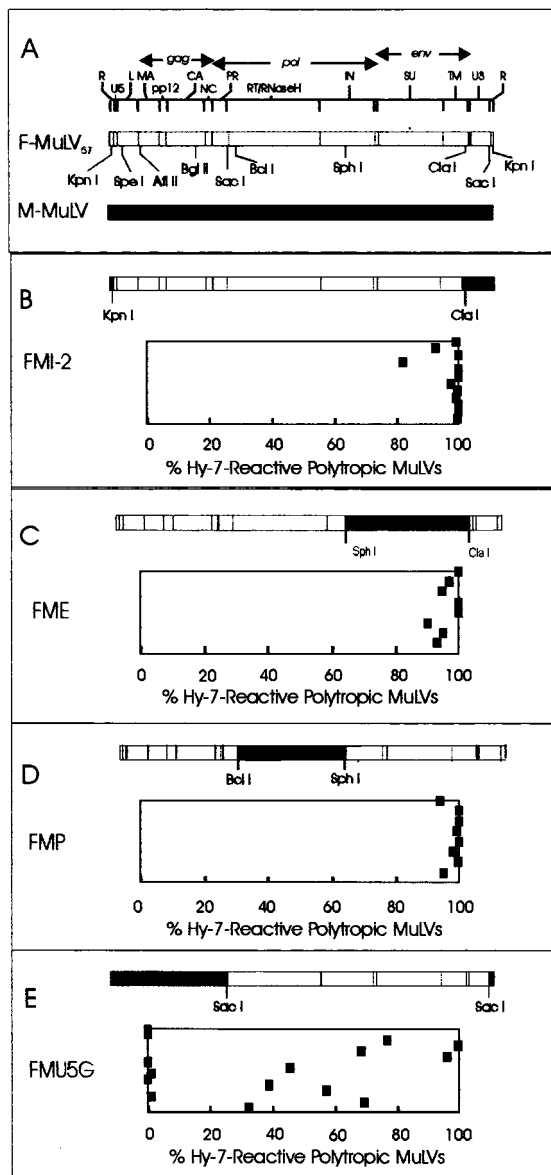 A
gag pol env
R U5 L MA pp12 CA NC PR RT/RNaseH IN SU TM U3 R
F-MuLV57
Kpn I Spe I Afl II Bgl II Sac I Bcl I Sph I Cla I Sac I Kpn I
M-MuLV
B
Kpn I Cla I
FMI-2
0 20 40 60 80 100
% Hy-7-Reactive Polytropic MuLVs
C
Sph I Cla I
FME
0 20 40 60 80 100
% Hy-7-Reactive Polytropic MuLVs
D
Bcl I Sph I
FMP
0 20 40 60 80 100
% Hy-7-Reactive Polytropic MuLVs
E
Sac I Sac I
FMU5G
0 20 40 60 80 100
% Hy-7-Reactive Polytropic MuLVs